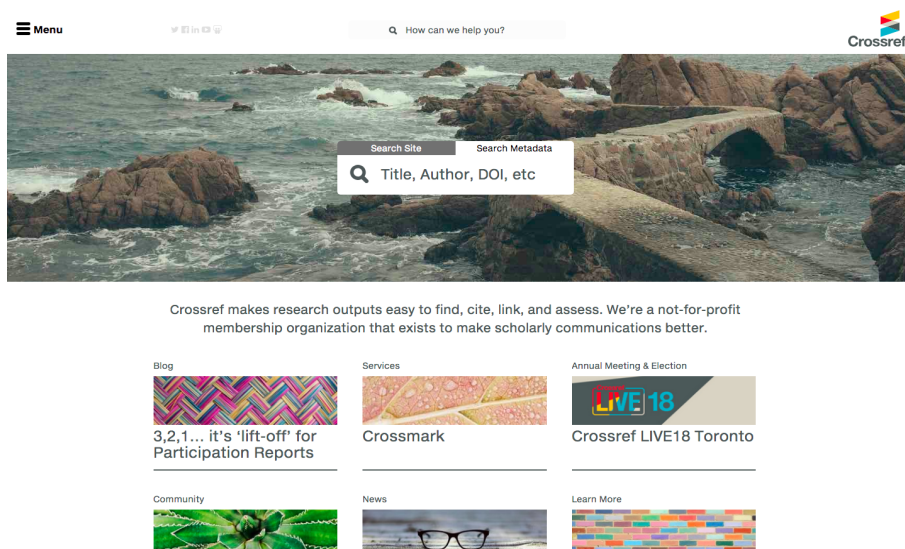 Menu
How can we help you?
Crossref
Search Site
Search Metadata
Title, Author, DOI, etc
Crossref makes research outputs easy to find, cite, link, and assess. We’re a not-for-profit
membership organization that exists to make scholarly communications better.
Blog
Services
Annual Meeting & Election
LIVE 18
3,2,1... it’s ‘lift-off’ for
Participation Reports
Crossmark
Crossref LIVE18 Toronto
Community
News
Learn More